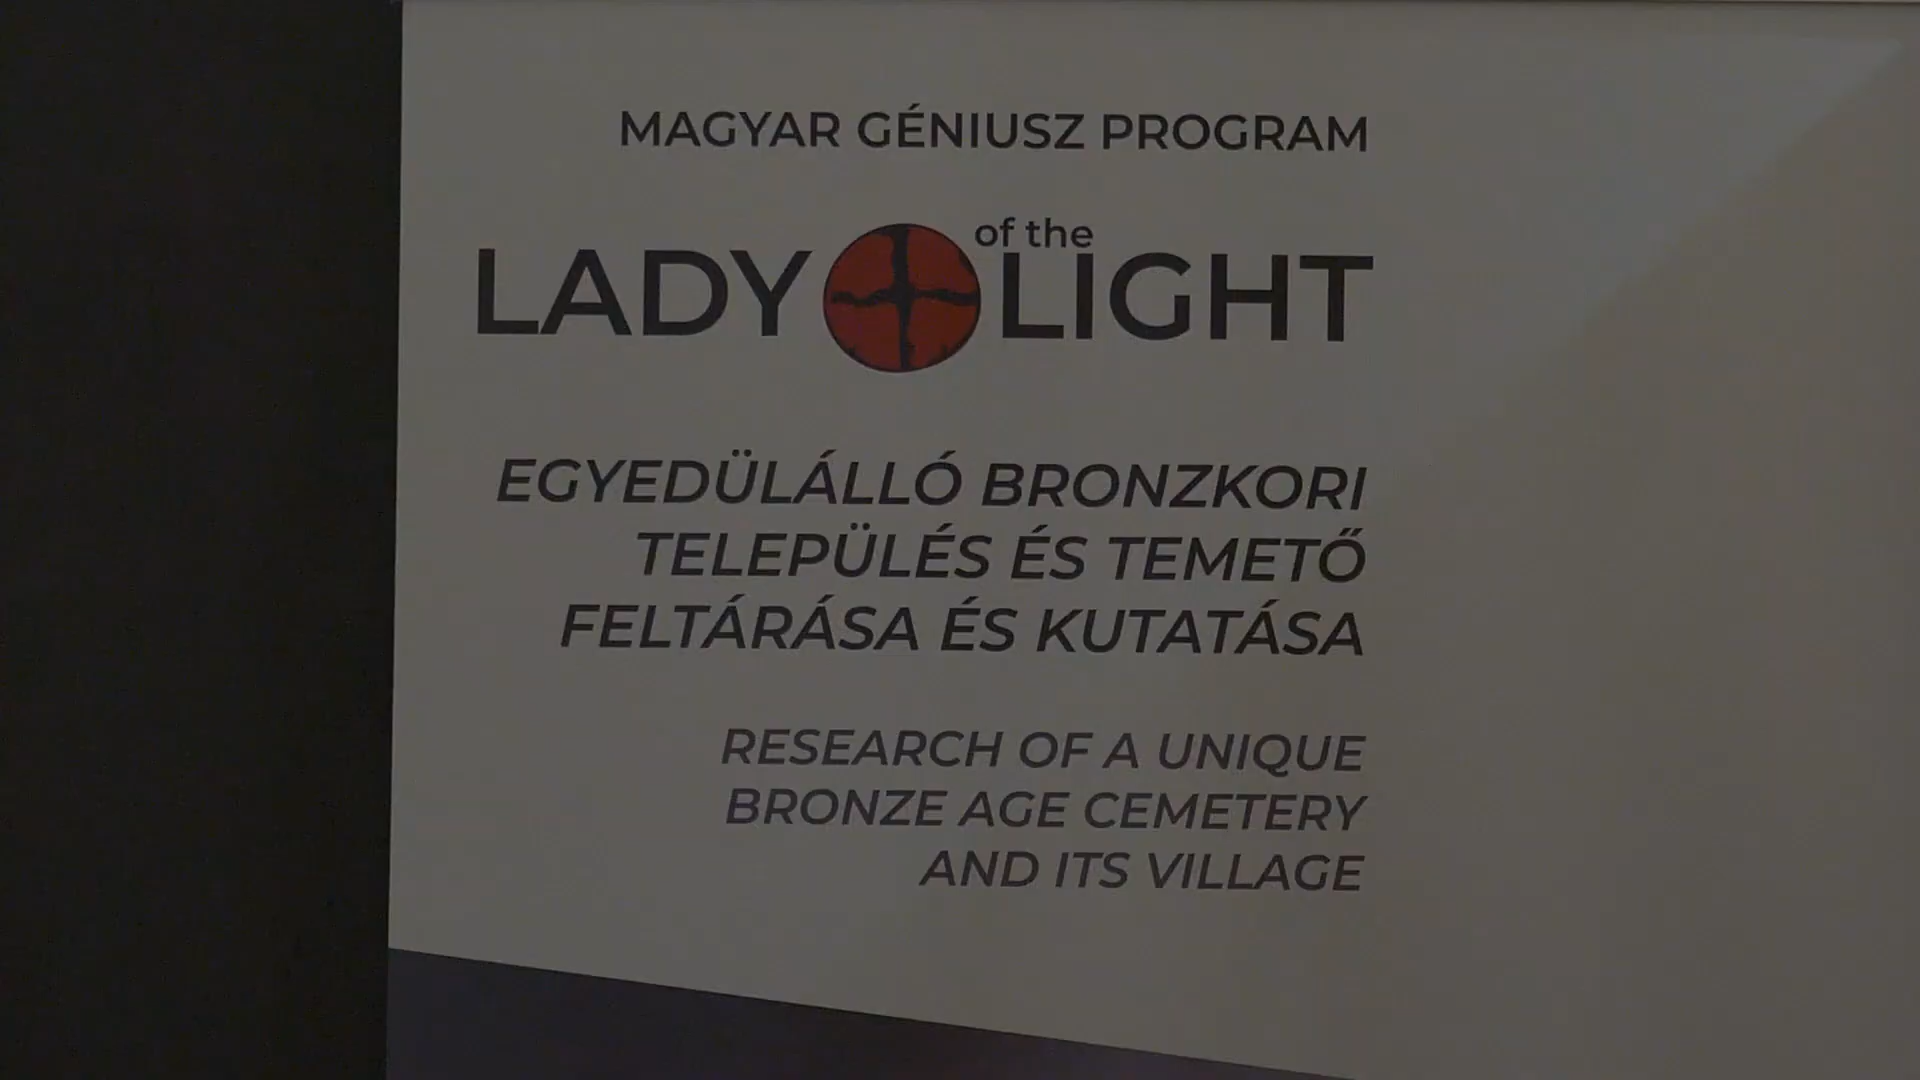 MAGYAR GÉNIUSZ PROGRAM
LADY of the LIGHT
EGYEDÜLÁLLÓ BRONZKORI
TELEPÜLÉS ÉS TEMETŐ
FELTÁRÁSA ÉS KUTATÁSA
RESEARCH OF A UNIQUE
BRONZE AGE CEMETERY
AND ITS VILLAGE